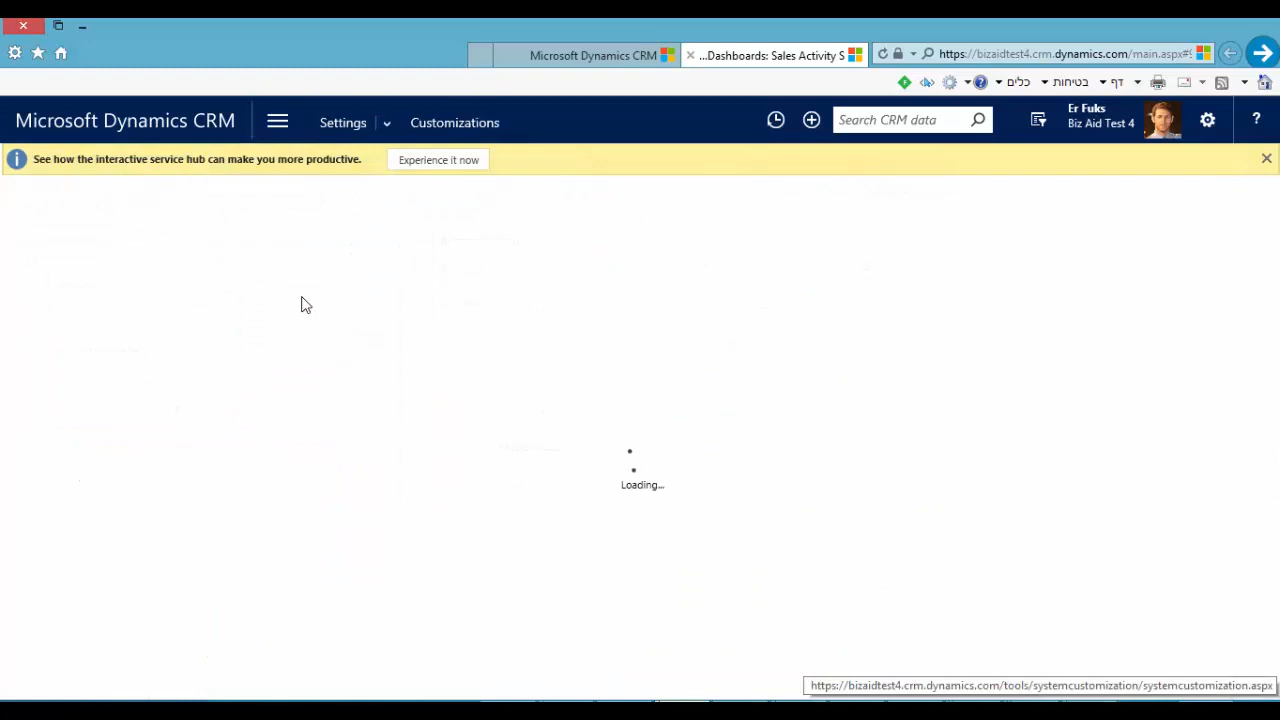 Microsoft Dynamics CRM
...Dashboards: Sales Activity S
https://bizaidtest4.crm.dynamics.com/main.aspx#
כלים
בטיחות
דף
Microsoft Dynamics CRM
Settings
Customizations
Search CRM data
Er Fuks
Biz Aid Test 4
?
See how the interactive service hub can make you more productive.
Experience it now
Loading...
https://bizaidtest4.crm.dynamics.com/tools/systemcustomization/systemcustomization.aspx